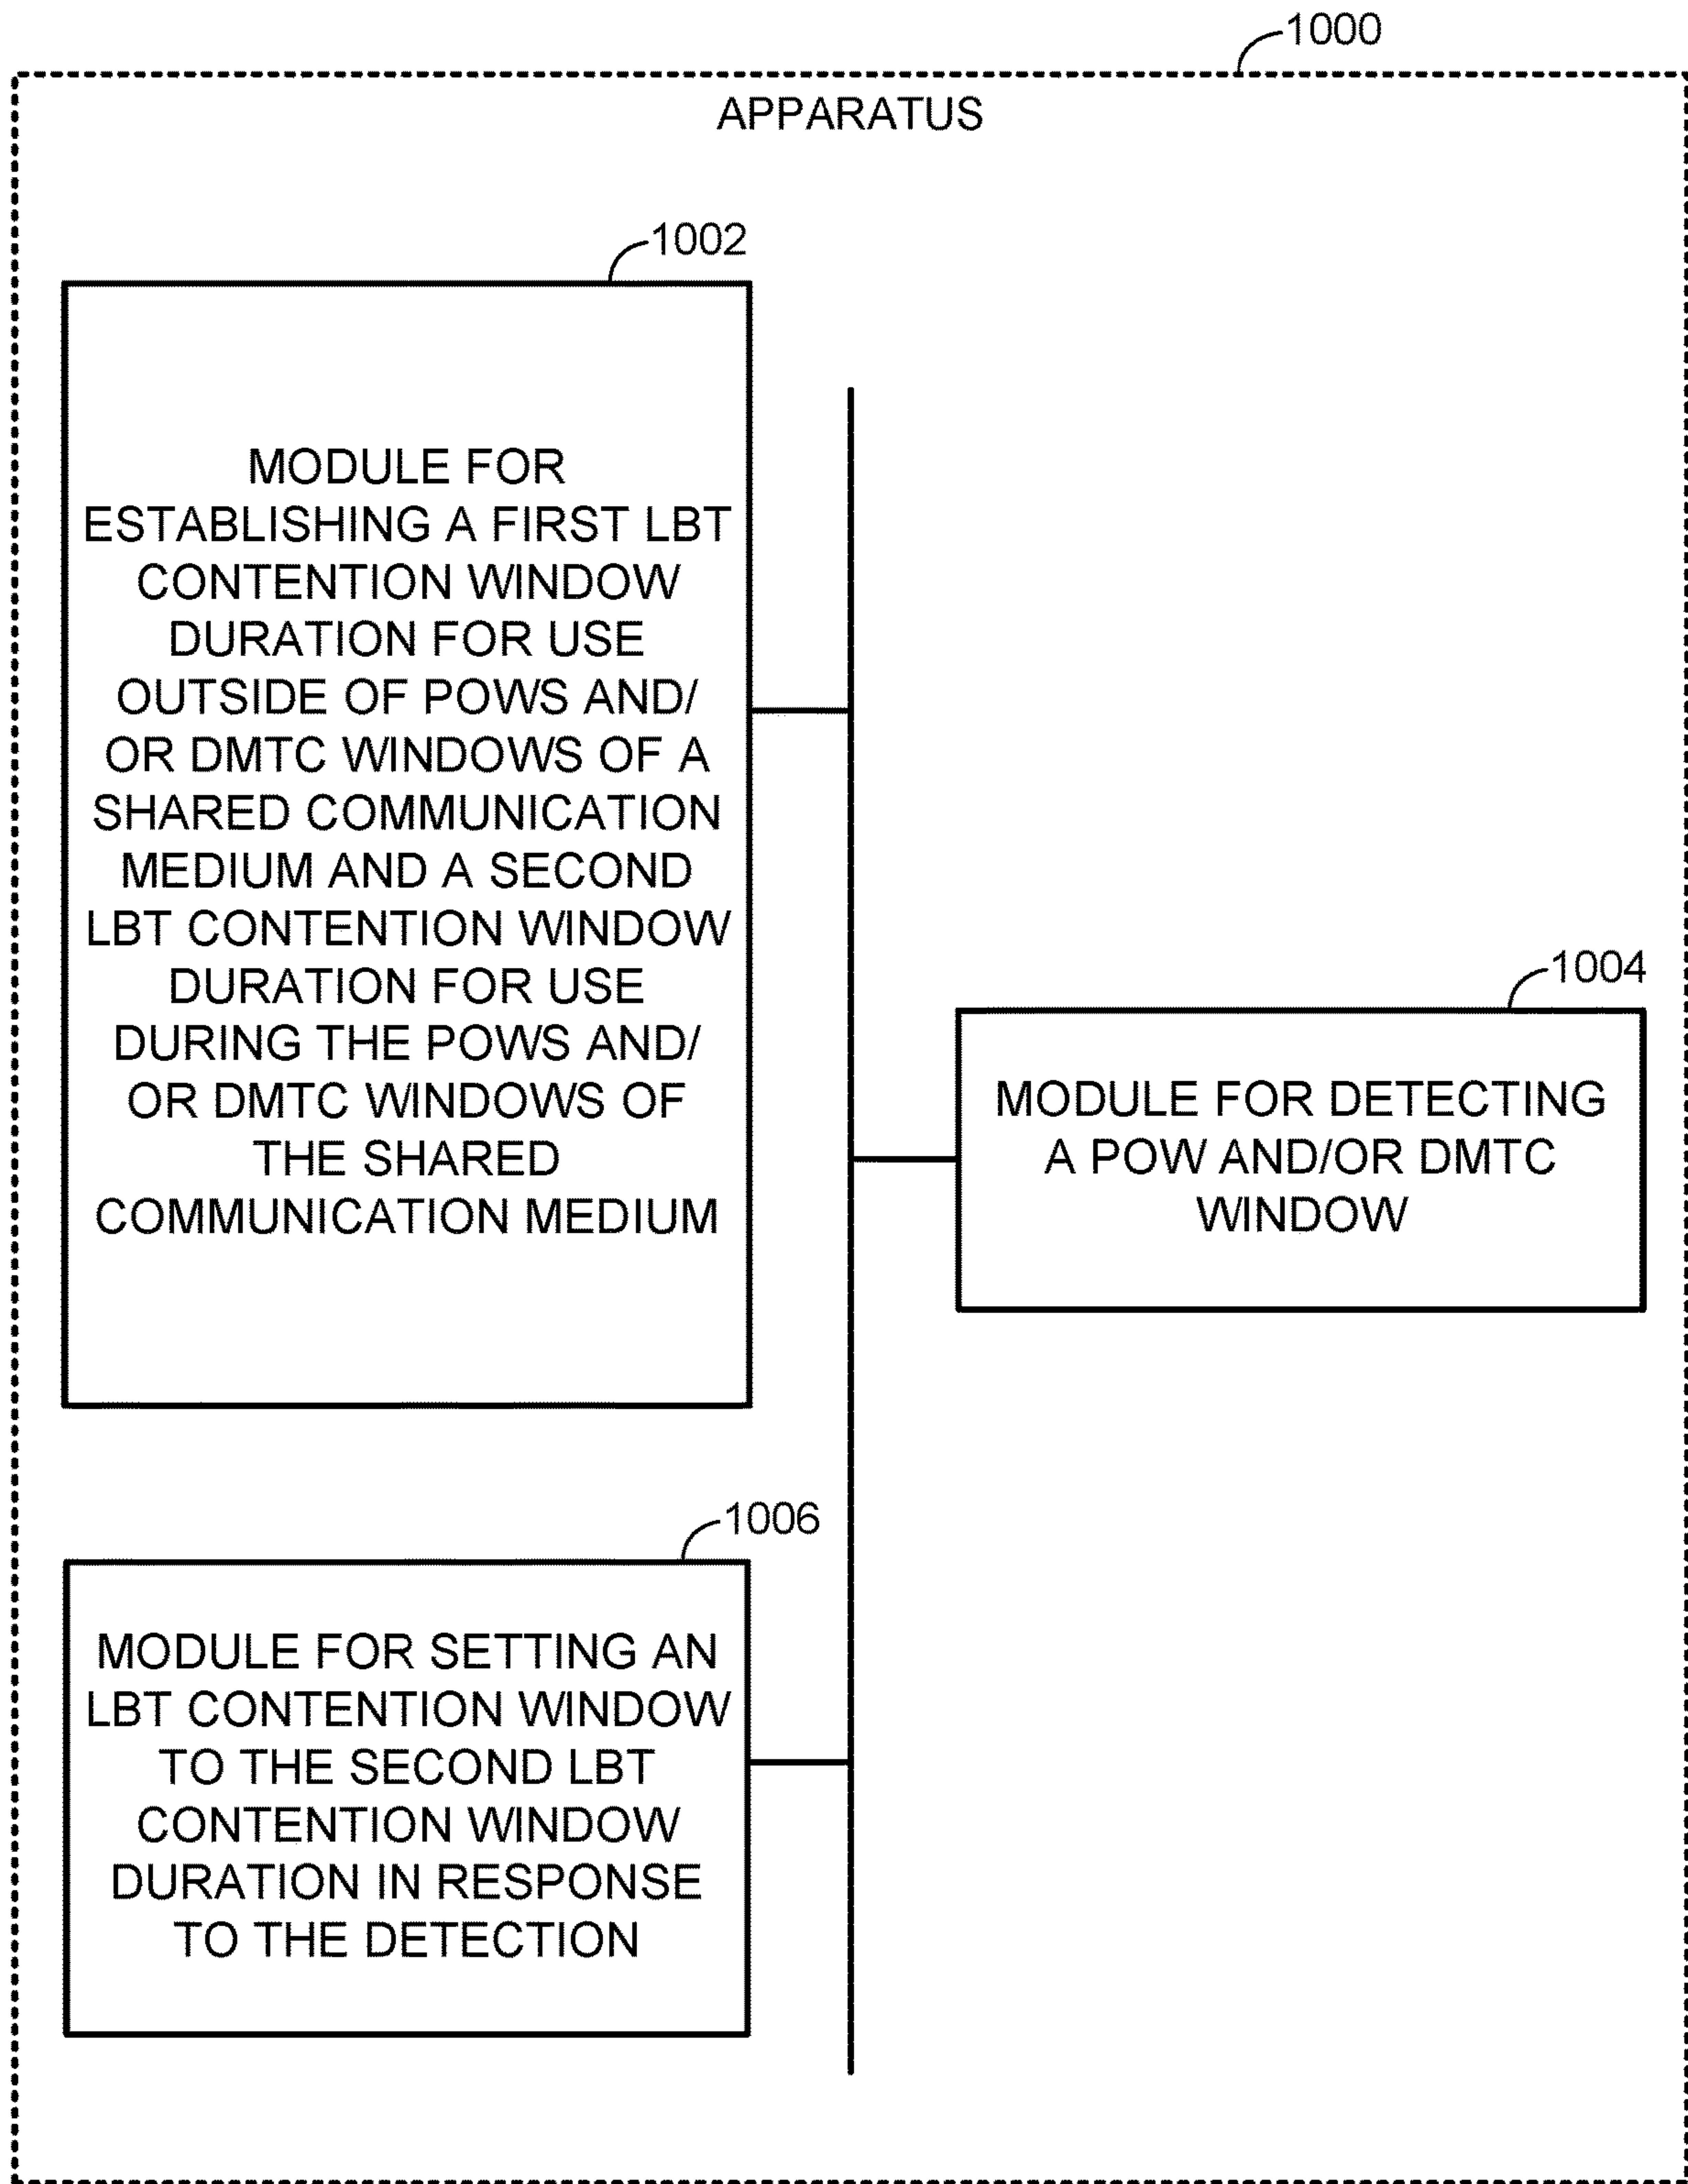 1000
APPARATUS
1002
MODULE FOR
ESTABLISHING A FIRST LBT
CONTENTION WINDOW
DURATION FOR USE
OUTSIDE OF POWS AND/
OR DMTC WINDOWS OF A
SHARED COMMUNICATION
MEDIUM AND A SECOND
LBT CONTENTION WINDOW
DURATION FOR USE
DURING THE POWS AND/
OR DMTC WINDOWS OF
THE SHARED
COMMUNICATION MEDIUM
1004
MODULE FOR DETECTING
A POW AND/OR DMTC
WINDOW
1006
MODULE FOR SETTING AN
LBT CONTENTION WINDOW
TO THE SECOND LBT
CONTENTION WINDOW
DURATION IN RESPONSE
TO THE DETECTION